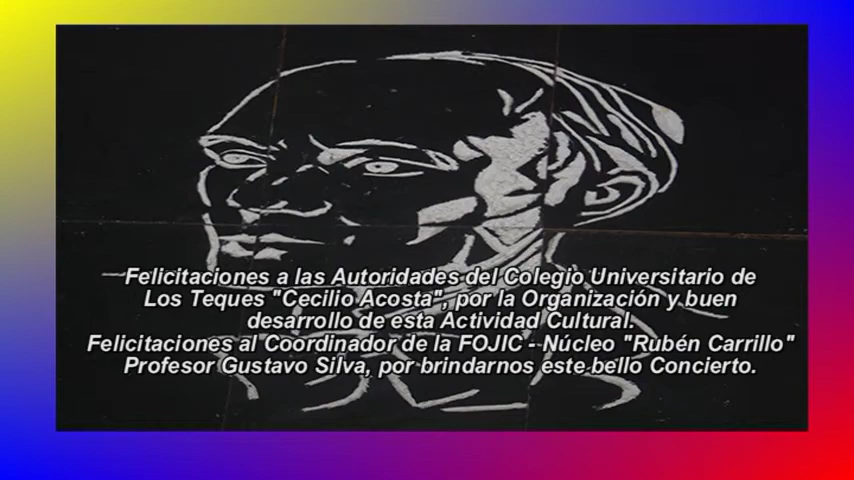 Felicitaciones a las Autoridades del Colegio Universitario de
Los Teques "Cecilio Acosta", por la Organización y buen
desarrollo de esta Actividad Cultural.
Felicitaciones al Coordinador de la FOJIC - Núcleo "Rubén Carrillo"
Profesor Gustavo Silva, por brindarnos este bello Concierto.